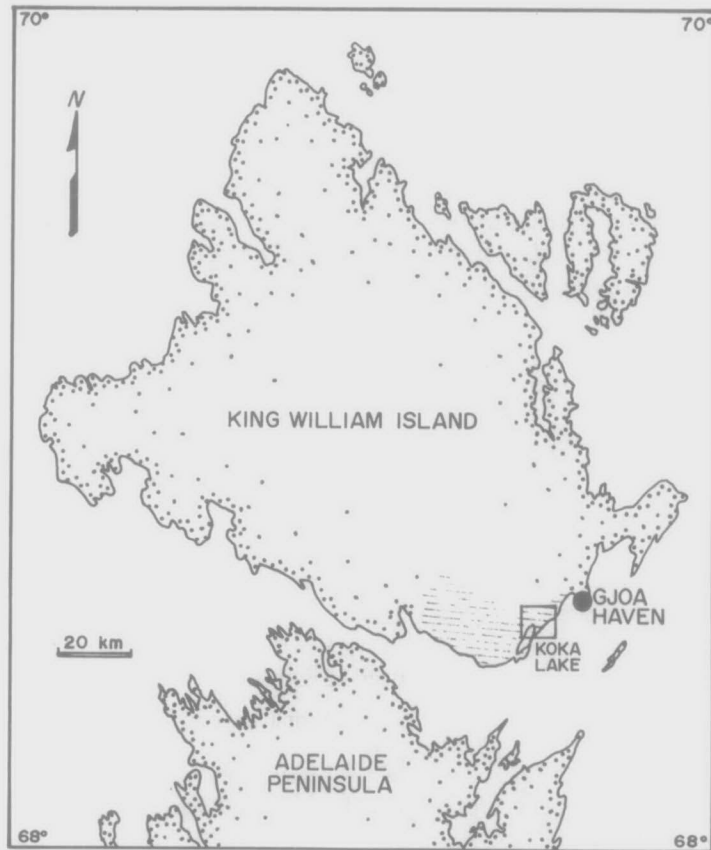 70°
70°
N
KING WILLIAM ISLAND
GJOA
HAVEN
20 km
KOKA
LAKE
ADELAIDE
PENINSULA
68°
68°